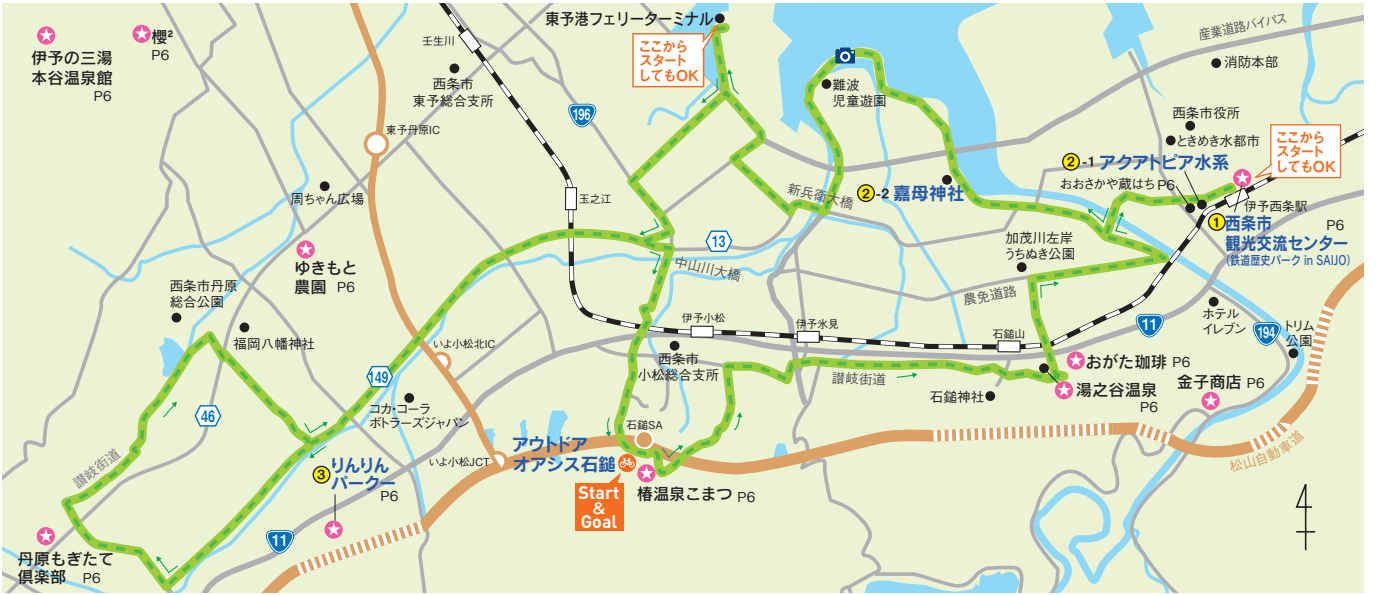 伊予の三湯
本谷温泉館
P6
櫻²
P6
壬生川
西条市
東予総合支所
東予港フェリーターミナル
ここから
スタート
してもOK
難波
児童遊園
産業道路バイパス
消防本部
西条市役所
ときめき水都市
ここから
スタート
してもOK
②-1 アクアトピア水系
おおさかや蔵はち P6
伊予西条駅
①西条市
観光交流センター
(鉄道歴史パーク in SAIJO)
P6
②-2 嘉母神社
新兵衛大橋
加茂川左岸
うちぬき公園
農免道路
196
東予丹原IC
周ちゃん広場
玉之江
13
中山川大橋
ゆきもと
農園 P6
西条市丹原
総合公園
福岡八幡神社
いよ小松北IC
149
46
讃岐街道
コカ・コーラ
ボトラーズジャパン
伊予小松
伊予氷見
石鎚山
11
西条市
小松総合支所
讃岐街道
石鎚神社
おがた珈琲 P6
湯之谷温泉
P6
金子商店 P6
ホテル
イレブン
194
トリム
公園
松山自動車道
石鎚SA
いよ小松JCT
アウトドア
オアシス石鎚
Start
&
Goal
椿温泉こまつ P6
③りんりん
パークー
P6
11
丹原もぎたて
倶楽部 P6